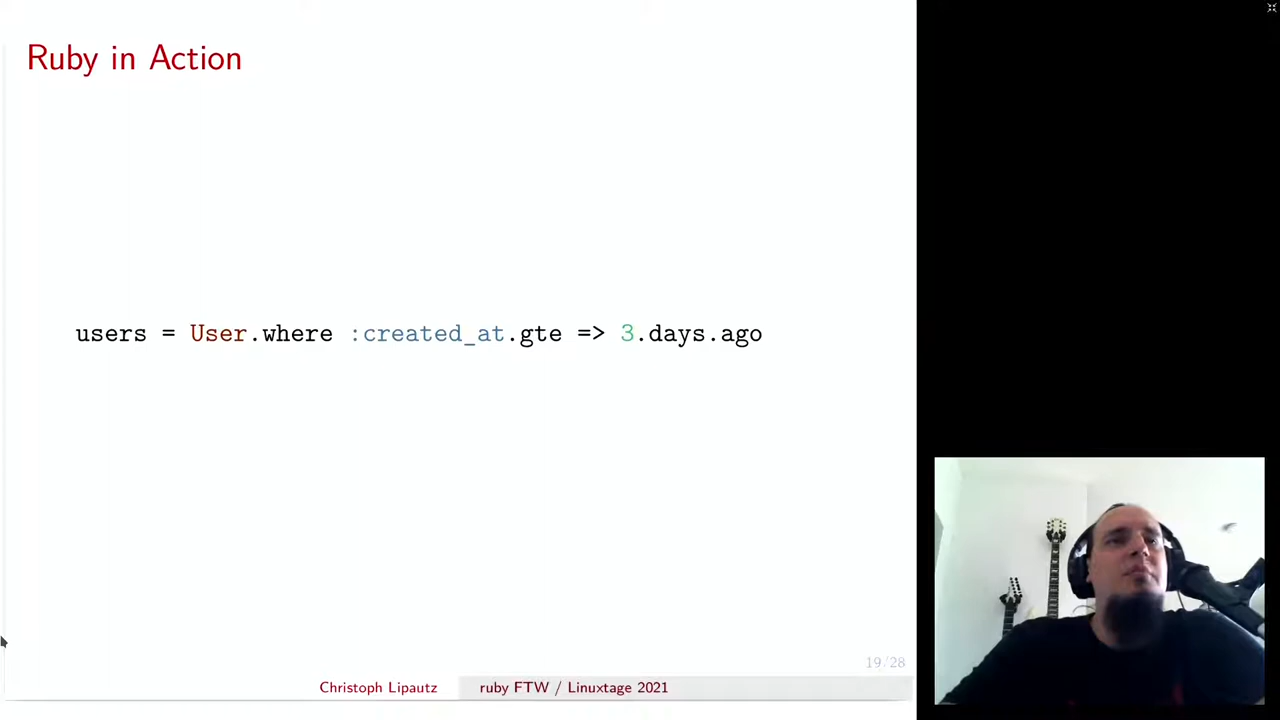 Ruby in Action
users = User.where :created_at.gte => 3.days.ago
19/28
Christoph Lipautz
ruby FTW / Linuxtage 2021